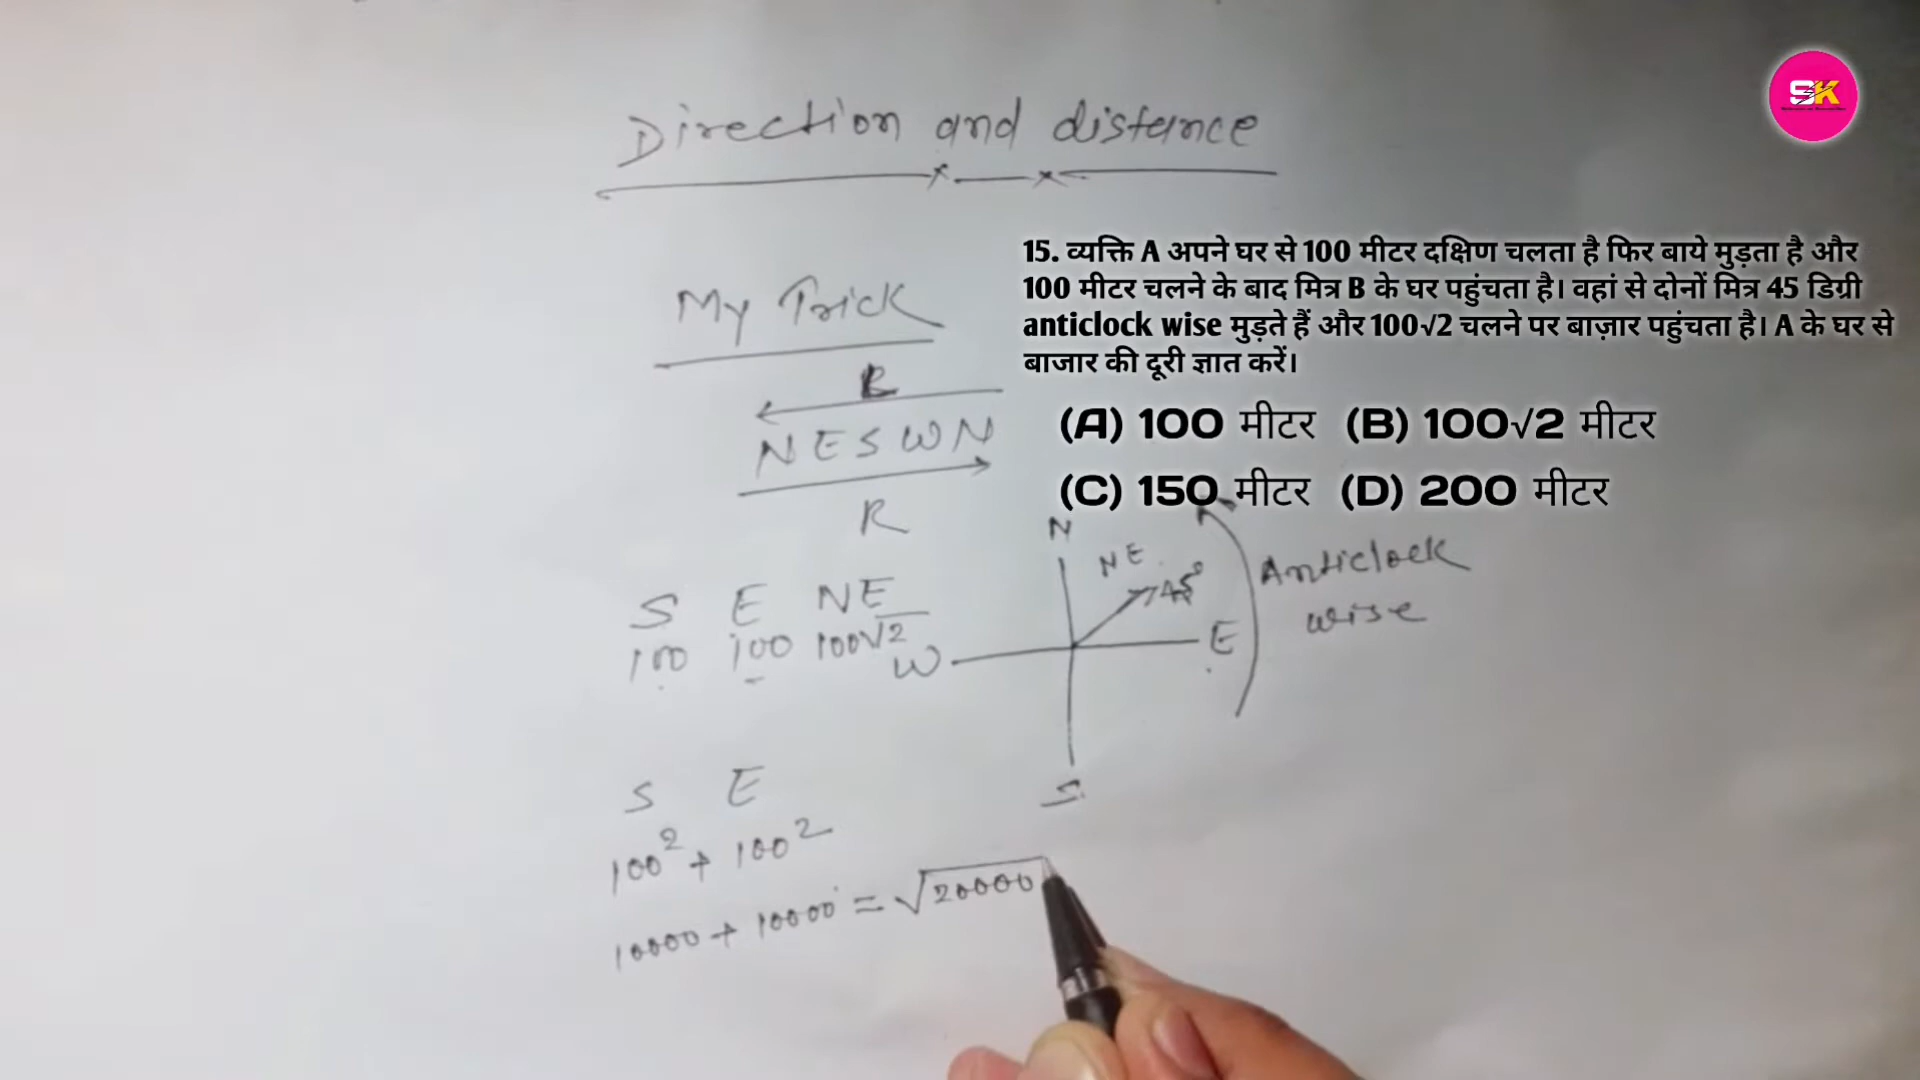 Direction and distance
SK
15. व्यक्ति A अपने घर से 100 मीटर दक्षिण चलता है फिर बाये मुड़ता है और
100 मीटर चलने के बाद मित्र B के घर पहुंचता है। वहां से दोनों मित्र 45 डिग्री
anticlock wise मुड़ते हैं और 100√2 चलने पर बाज़ार पहुंचता है। A के घर से
बाजार की दूरी ज्ञात करें।
(A) 100 मीटर (B) 100√2 मीटर
(C) 150 मीटर (D) 200 मीटर
My Trick
L
N E S W N
R
S E NE
100 100 100√2
N
NE
45°
W E
S
Anticlock
wise
S E
100² + 100²
10000 + 10000 = √20000